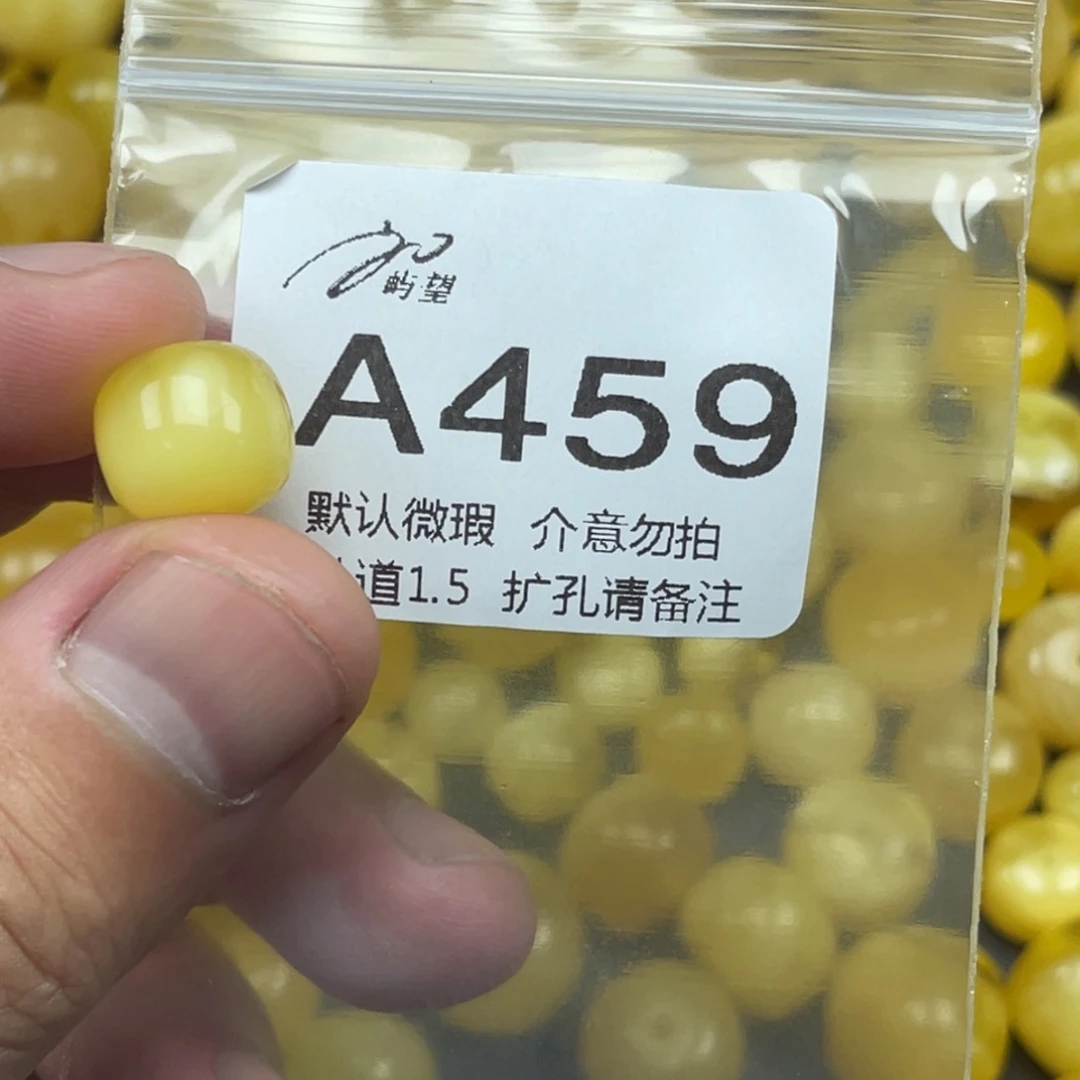 屿望
A459
默认微瑕 介意勿拍
道1.5 扩孔请备注